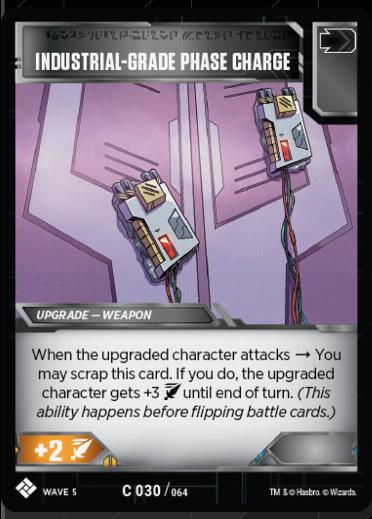 INDUSTRIAL-GRADE PHASE CHARGE
UPGRADE — WEAPON
When the upgraded character attacks → You
may scrap this card. If you do, the upgraded
character gets +3 until end of turn. (This
ability happens before flipping battle cards.)
+2
WAVE 5 C 030 / 064 TM & © Hasbro. © Wizards.